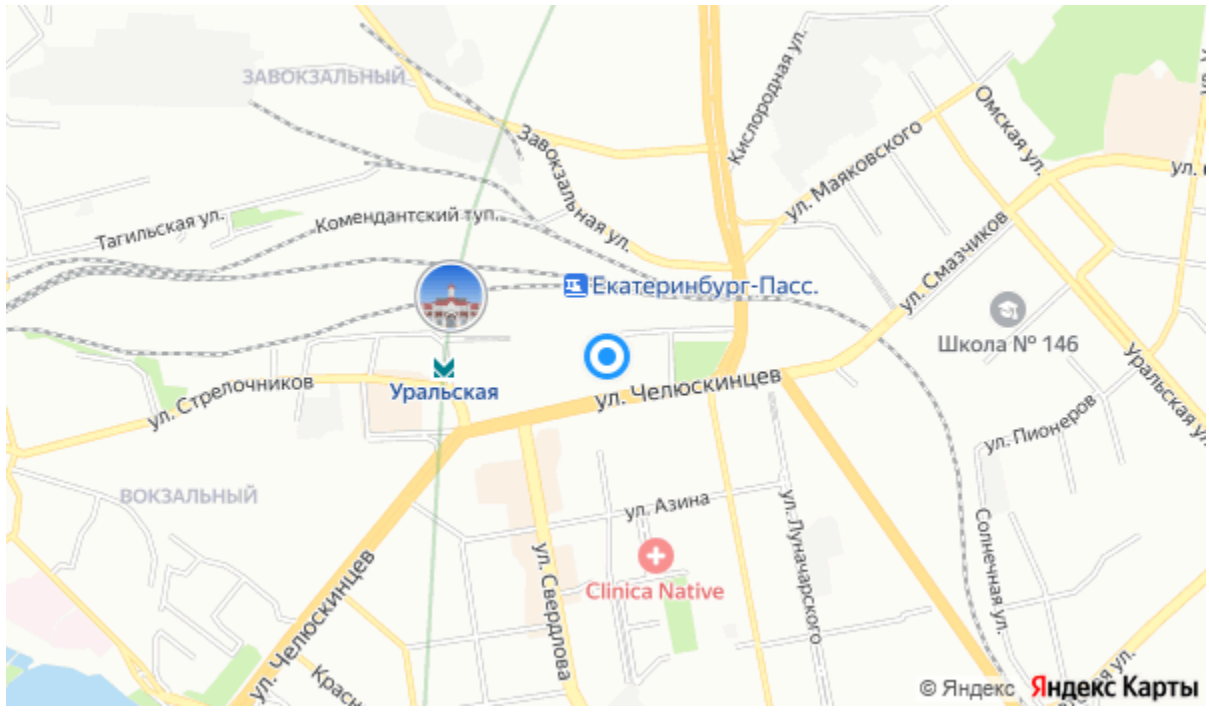 ЗАВОКЗАЛЬНЫЙ
Кислородная ул.
Омская ул.
Завокзальная ул.
ул. Маяковского
Тагильская ул.
Комендантский туп.
ул. Смазчиков
Екатеринбург-Пасс.
Школа № 146
Уральская
ул. Стрелочников
ул. Челюскинцев
Уральская ул.
ул. Пионеров
ВОКЗАЛЬНЫЙ
ул. Азина
ул. Луначарского
Солнечная ул.
ул. Свердлова
Clinica Native
ул. Челюскинцев
Красн
© Яндекс Яндекс Карты